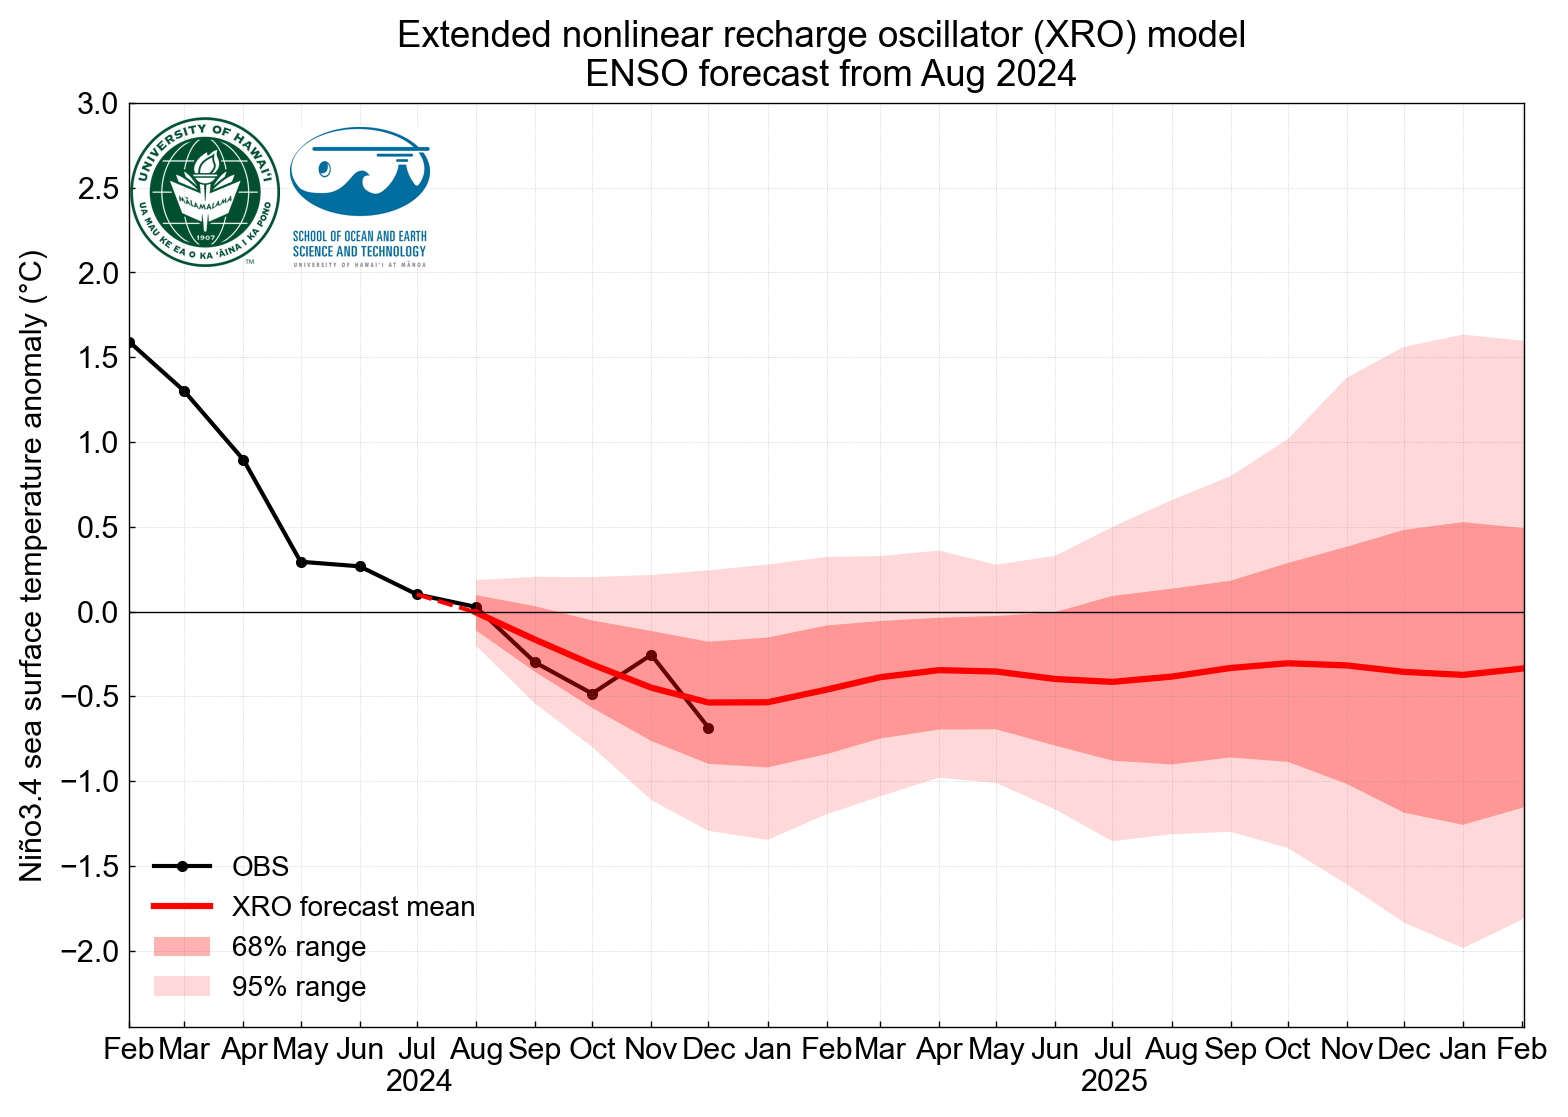 Extended nonlinear recharge oscillator (XRO) model
ENSO forecast from Aug 2024
3.0
2.5
2.0
1.5
1.0
0.5
0.0
−0.5
−1.0
−1.5
−2.0
Niño3.4 sea surface temperature anomaly (°C)
UNIVERSITY OF HAWAIʻI
MĀLAMALAMA
1907
UA MAU KE EA O KA ʻĀINA I KA PONO
TM
SCHOOL OF OCEAN AND EARTH
SCIENCE AND TECHNOLOGY
UNIVERSITY OF HAWAIʻI AT MĀNOA
OBS
XRO forecast mean
68% range
95% range
Feb Mar Apr May Jun Jul Aug Sep Oct Nov Dec Jan Feb Mar Apr May Jun Jul Aug Sep Oct Nov Dec Jan Feb
2024 2025